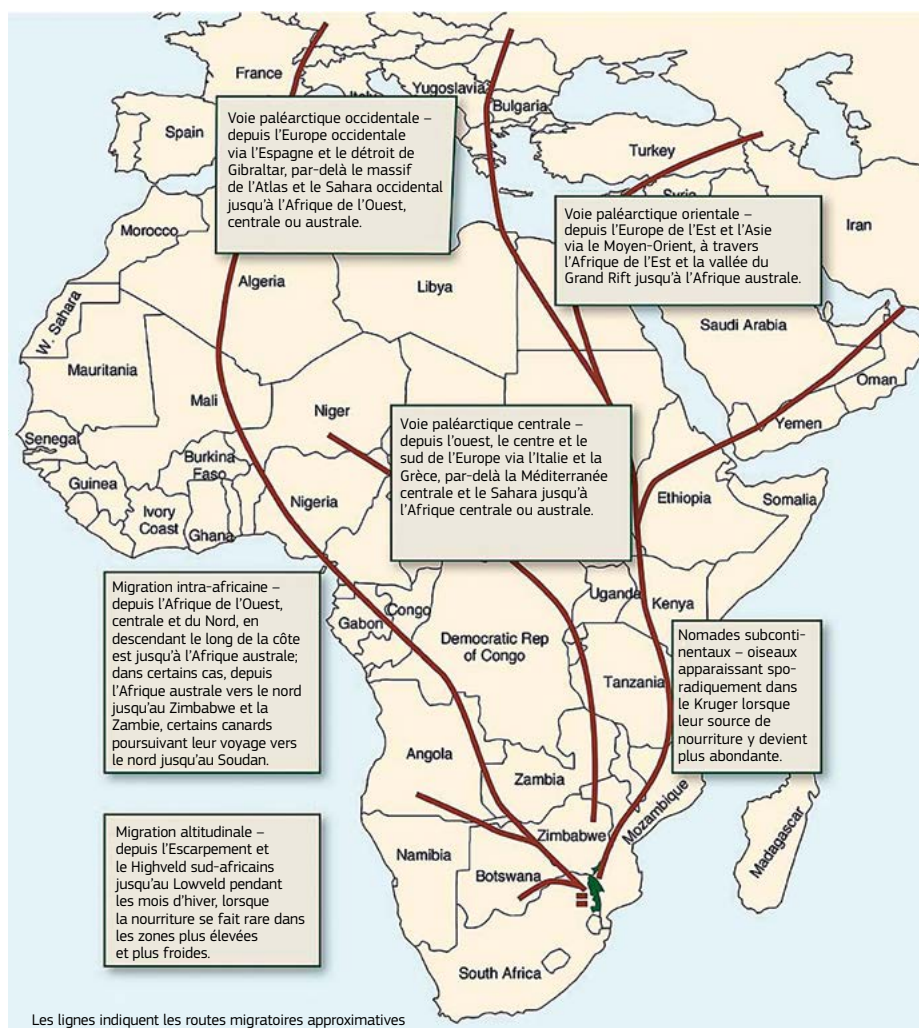 France
Italy
Yugoslavia
Bulgaria
Spain
Turkey
Syria
Iran
Voie paléarctique occidentale –
depuis l’Europe occidentale
via l’Espagne et le détroit de
Gibraltar, par-delà le massif
de l’Atlas et le Sahara occidental
jusqu’à l’Afrique de l’Ouest,
centrale ou australe.
Voie paléarctique orientale –
depuis l’Europe de l’Est et l’Asie
via le Moyen-Orient, à travers
l’Afrique de l’Est et la vallée du
Grand Rift jusqu’à l’Afrique australe.
Morocco
Algeria
Libya
W. Sahara
Saudi Arabia
Mauritania
Mali
Niger
Oman
Yemen
Voie paléarctique centrale –
depuis l’ouest, le centre et le
sud de l’Europe via l’Italie et la
Grèce, par-delà la Méditerranée
centrale et le Sahara jusqu’à
l’Afrique centrale ou australe.
Senegal
Burkina
Faso
Guinea
Ivory
Coast
Ghana
Nigeria
Ethiopia
Somalia
Migration intra-africaine –
depuis l’Afrique de l’Ouest,
centrale et du Nord, en
descendant le long de la côte
est jusqu’à l’Afrique australe;
dans certains cas, depuis
l’Afrique australe vers le nord
jusqu’au Zimbabwe et la
Zambie, certains canards
poursuivant leur voyage vers
le nord jusqu’au Soudan.
Gabon
Congo
Uganda
Kenya
Democratic Rep
of Congo
Tanzania
Nomades subconti-
nentaux – oiseaux
apparaissant spo-
radiquement dans
le Kruger lorsque
leur source de
nourriture y devient
plus abondante.
Angola
Zambia
Zimbabwe
Mozambique
Madagascar
Namibia
Botswana
Migration altitudinale –
depuis l’Escarpement et
le Highveld sud-africains
jusqu’au Lowveld pendant
les mois d’hiver, lorsque
la nourriture se fait rare dans
les zones plus élevées
et plus froides.
South Africa
Les lignes indiquent les routes migratoires approximatives